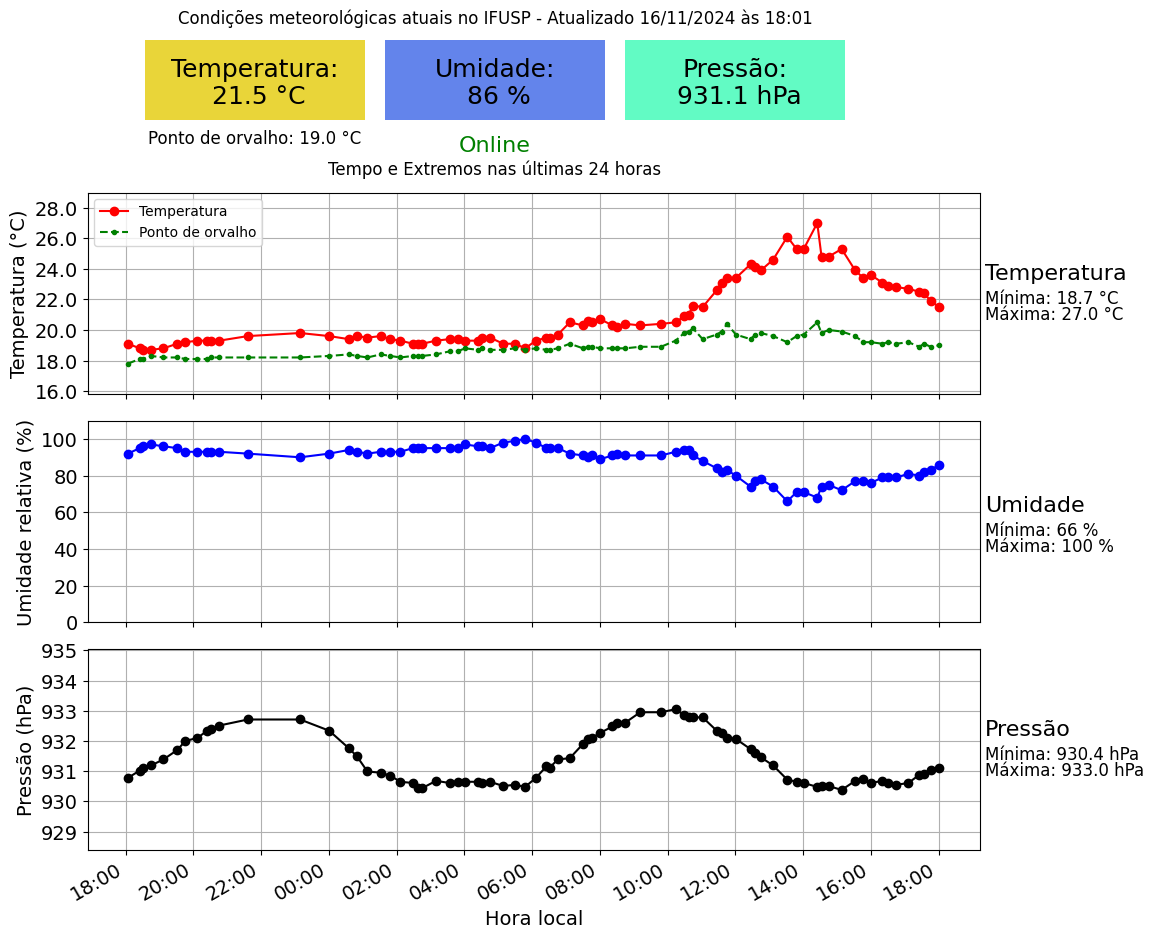 Condições meteorológicas atuais no IFUSP - Atualizado 16/11/2024 às 18:01
Temperatura:
21.5 °C
Umidade:
86 %
Pressão:
931.1 hPa
Ponto de orvalho: 19.0 °C
Online
Tempo e Extremos nas últimas 24 horas
Temperatura (°C)
28.0
26.0
24.0
22.0
20.0
18.0
16.0
Temperatura
Ponto de orvalho
Temperatura
Mínima: 18.7 °C
Máxima: 27.0 °C
Umidade relativa (%)
100
80
60
40
20
0
Umidade
Mínima: 66 %
Máxima: 100 %
Pressão (hPa)
935
934
933
932
931
930
929
Pressão
Mínima: 930.4 hPa
Máxima: 933.0 hPa
18:00
20:00
22:00
00:00
02:00
04:00
06:00
08:00
10:00
12:00
14:00
16:00
18:00
Hora local